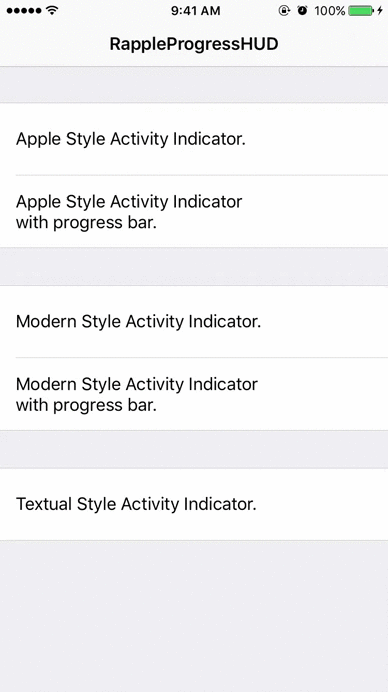 9:41 AM
100%
RappleProgressHUD
Apple Style Activity Indicator.
Apple Style Activity Indicator
with progress bar.
Modern Style Activity Indicator.
Modern Style Activity Indicator
with progress bar.
Textual Style Activity Indicator.